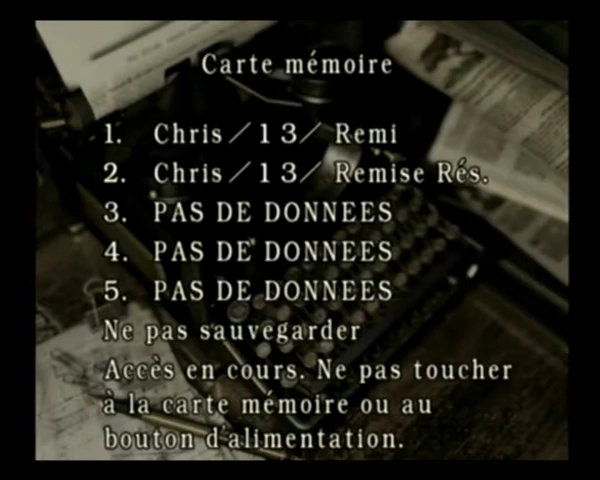 Carte mémoire
1. Chris／13／ Remi
2. Chris／13／ Remise Rés.
3. PAS DE DONNEES
4. PAS DE DONNEES
5. PAS DE DONNEES
Ne pas sauvegarder
Accès en cours. Ne pas toucher
à la carte mémoire ou au
bouton d'alimentation.